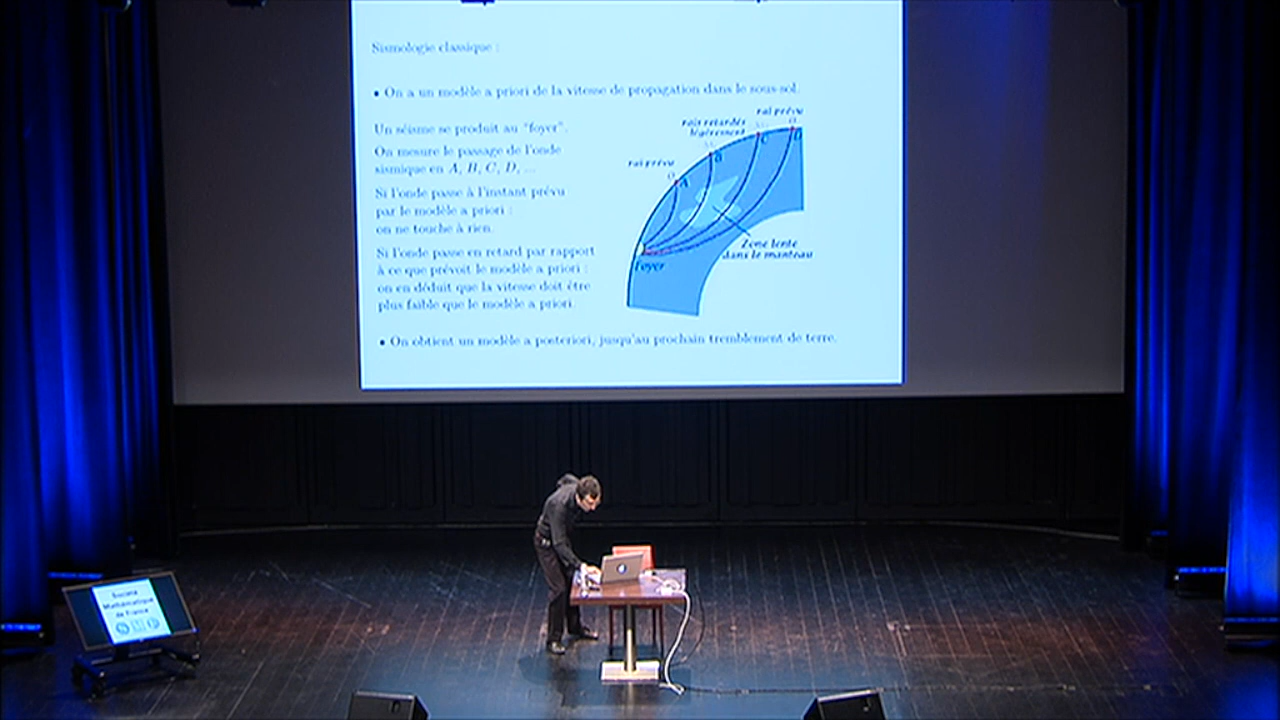 Sismologie classique :
• On a un modèle a priori de la vitesse de propagation dans le sous-sol.
Un séisme se produit au "foyer".
On mesure le passage de l'onde
sismique en A, B, C, D, ...
Si l'onde passe à l'instant prévu
par le modèle a priori :
on ne touche à rien.
Si l'onde passe en retard par rapport
à ce que prévoit le modèle a priori :
on en déduit que la vitesse doit être
plus faible que le modèle a priori.
rai prévu
rais retardés
légèrement
rai prévu
A
B
C
D
Foyer
Zone lente
dans le manteau
• On obtient un modèle a posteriori, jusqu'au prochain tremblement de terre.
Société
Mathématique
de France